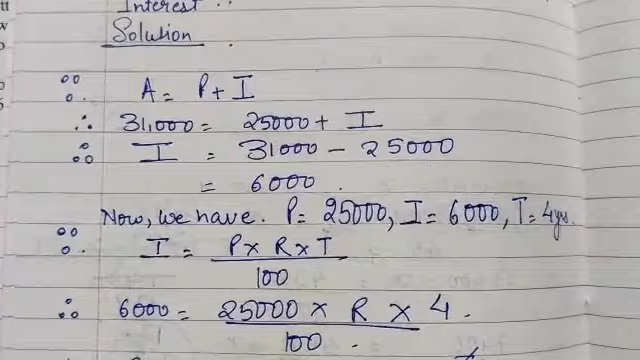 Interest.
Solution
∵ A = P + I
∴ 31,000 = 25000 + I
∴ I = 31000 - 25000
= 6000.
Now, we have. P = 25000, I = 6000, T = 4yrs.
∵ I = P x R x T
100
∴ 6000 = 25000 x R x 4.
100.